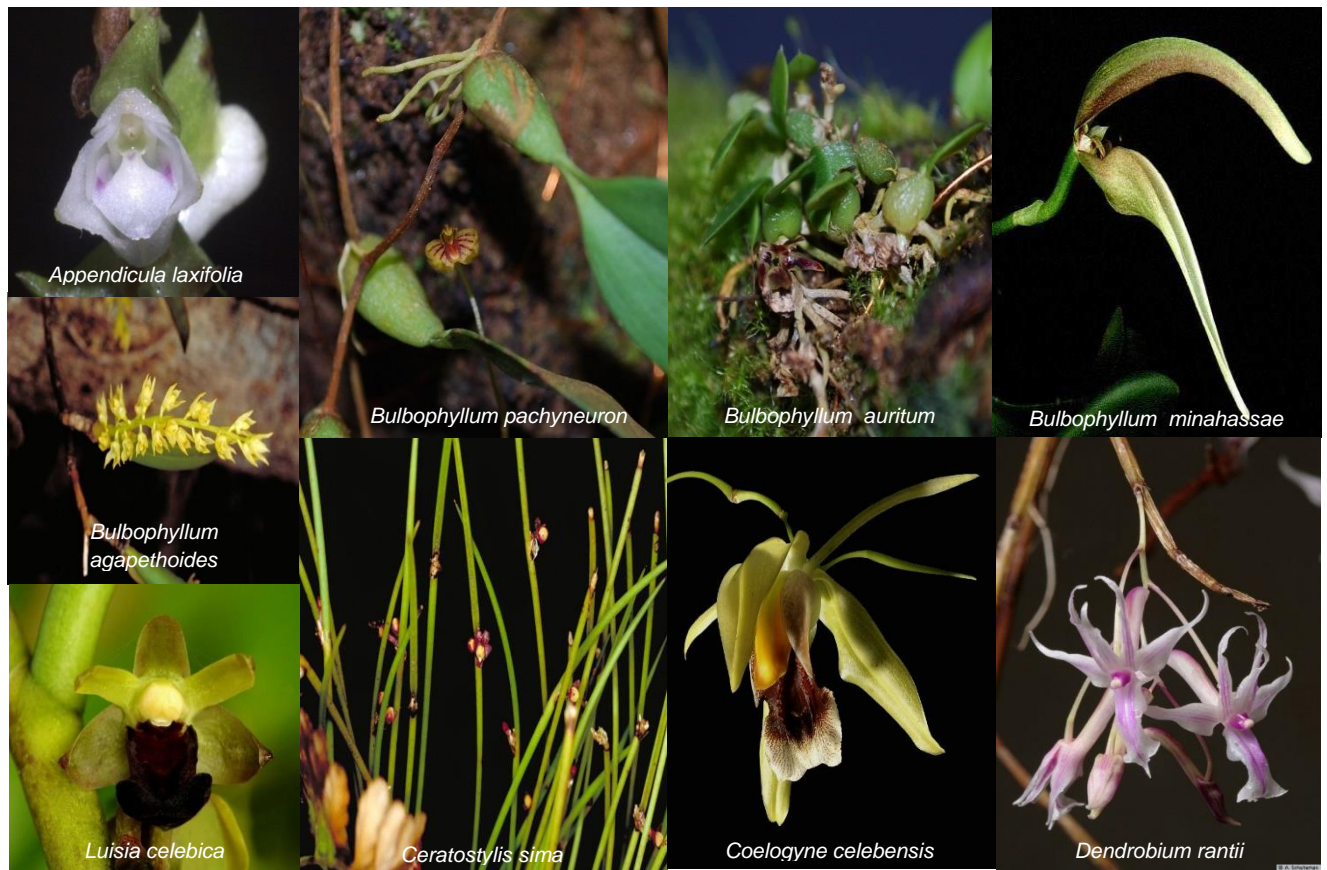 Appendicula laxifolia
Bulbophyllum pachyneuron
Bulbophyllum auritum
Bulbophyllum minahassae
Bulbophyllum
agapethoides
Luisia celebica
Ceratostylis sima
Coelogyne celebensis
Dendrobium rantii